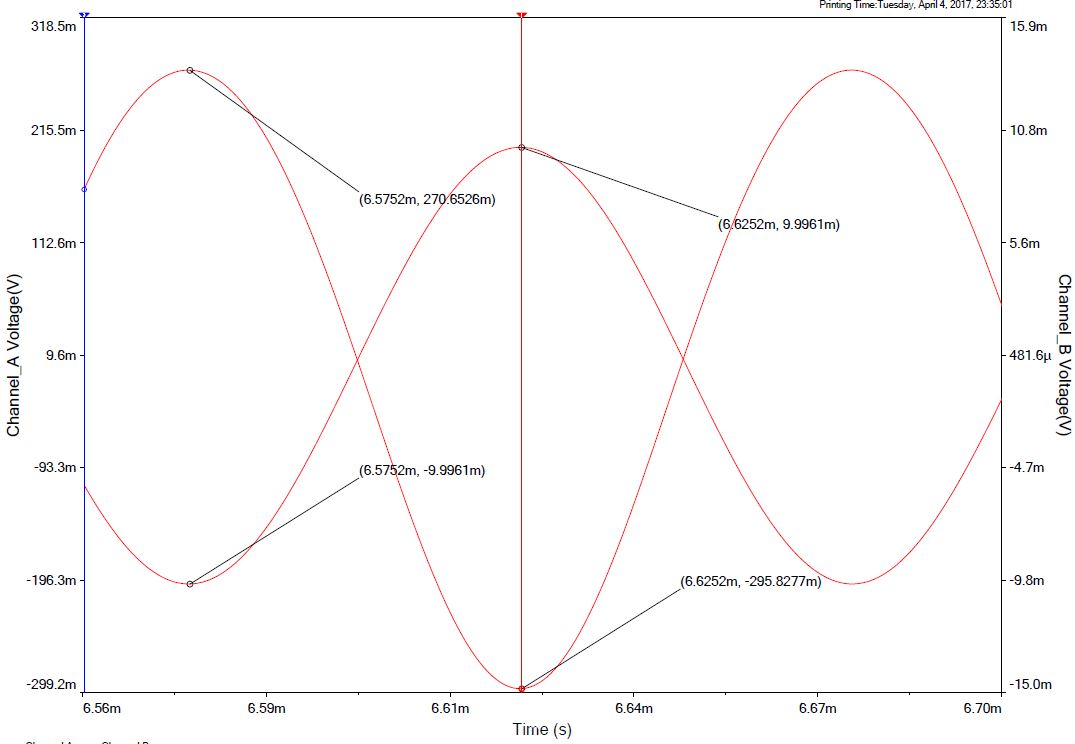 Printing Time:Tuesday, April 4, 2017, 23:35:01
318.5m
15.9m
215.5m
10.8m
(6.5752m, 270.6526m)
(6.6252m, 9.9961m)
112.6m
5.6m
Channel_A Voltage(V)
Channel_B Voltage(V)
9.6m
481.6µ
-93.3m
-4.7m
(6.5752m, -9.9961m)
-196.3m
-9.8m
(6.6252m, -295.8277m)
-299.2m
-15.0m
6.56m
6.59m
6.61m
6.64m
6.67m
6.70m
Time (s)